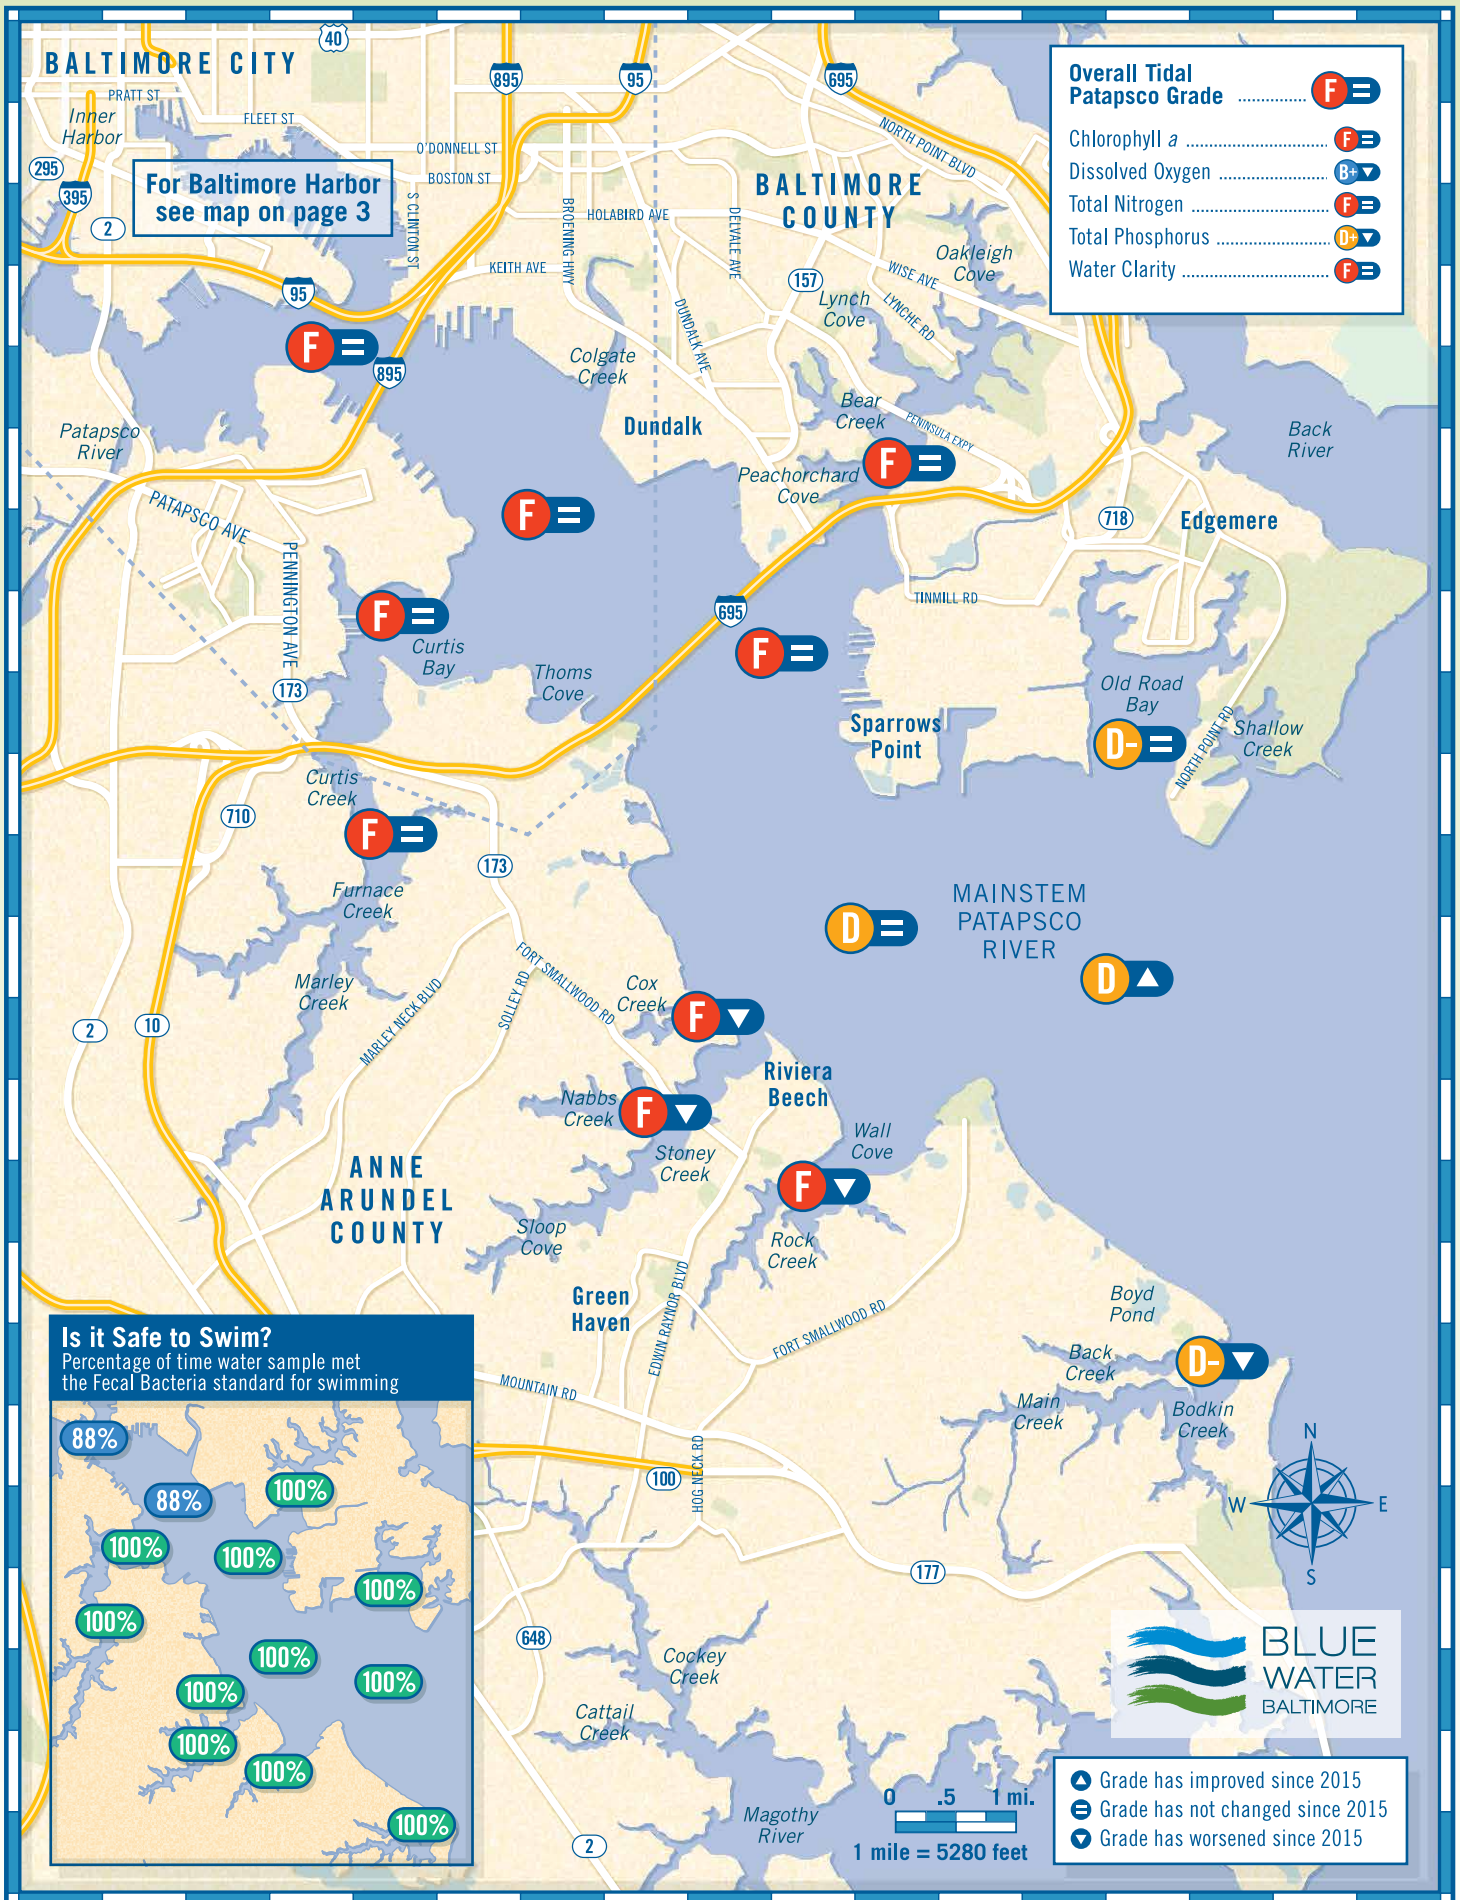 BALTIMORE CITY
40
895
95
695
PRATT ST
Inner
Harbor
FLEET ST
O'DONNELL ST
BOSTON ST
295
395
2
For Baltimore Harbor
see map on page 3
S CLINTON ST
BROENING HWY
HOLABIRD AVE
DELVALE AVE
KEITH AVE
NORTH POINT BLVD
BALTIMORE
COUNTY
Oakleigh
Cove
WISE AVE
157
Lynch
Cove
LYNCHE RD
DUNDALK AVE
Overall Tidal
Patapsco Grade .............. F =
Chlorophyll a ............................. F =
Dissolved Oxygen ...................... B+ ▼
Total Nitrogen ............................ F =
Total Phosphorus ....................... D+ ▼
Water Clarity .............................. F =
95
F =
895
Colgate
Creek
Dundalk
Bear
Creek
PENINSULA EXPY
F =
Peachorchard
Cove
Back
River
Patapsco
River
PATAPSCO AVE
F =
718
Edgemere
PENNINGTON AVE
F =
Curtis
Bay
695
TINMILL RD
F =
Thoms
Cove
173
Sparrows
Point
Old Road
Bay
D- =
NORTH POINT RD
Shallow
Creek
Curtis
Creek
710
F =
173
Furnace
Creek
MAINSTEM
PATAPSCO
RIVER
D =
D ▲
Marley
Creek
FORT SMALLWOOD RD
SOLLEY RD
MARLEY NECK BLVD
Cox
Creek
F ▼
2
10
Riviera
Beech
Nabbs
Creek
F ▼
Stoney
Creek
Wall
Cove
F ▼
Rock
Creek
ANNE
ARUNDEL
COUNTY
Sloop
Cove
Green
Haven
EDWIN RAYNOR BLVD
FORT SMALLWOOD RD
Boyd
Pond
Back
Creek
D- ▼
Main
Creek
Bodkin
Creek
MOUNTAIN RD
HOG NECK RD
100
177
648
Cockey
Creek
Cattail
Creek
Magothy
River
2
Is it Safe to Swim?
Percentage of time water sample met
the Fecal Bacteria standard for swimming
88%
88%
100%
100%
100%
100%
100%
100%
100%
100%
100%
100%
100%
N
W E
S
BLUE
WATER
BALTIMORE
0 .5 1 mi.
1 mile = 5280 feet
▲ Grade has improved since 2015
= Grade has not changed since 2015
▼ Grade has worsened since 2015